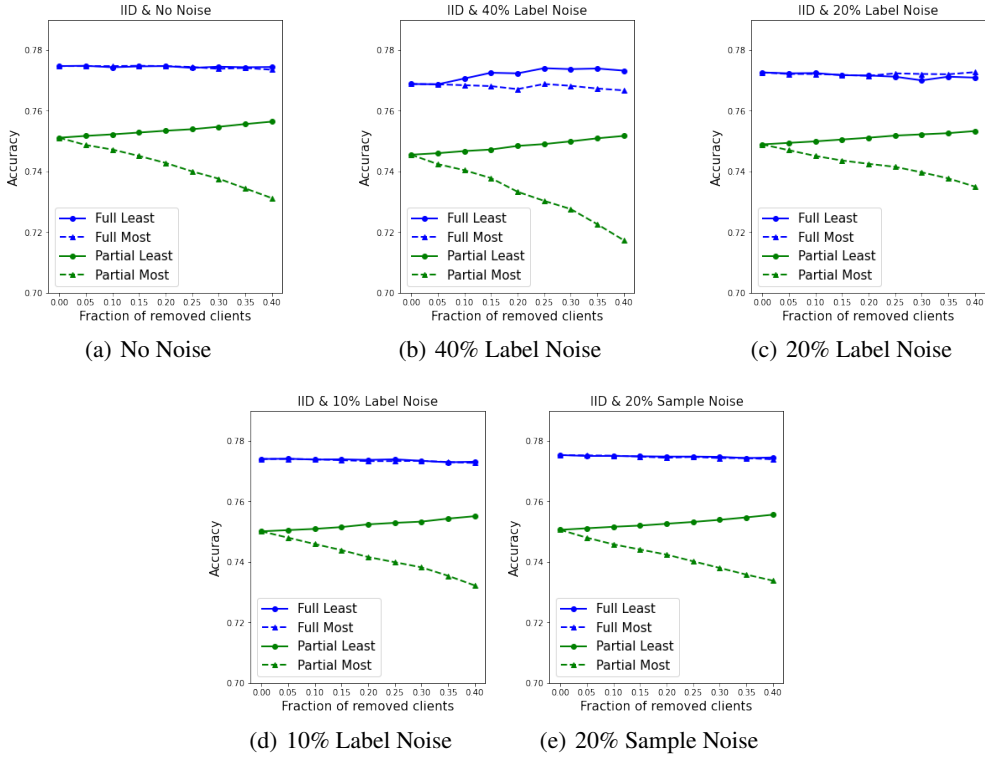 IID & No Noise
0.78
0.76
0.74
0.72
0.70
Accuracy
Full Least
Full Most
Partial Least
Partial Most
0.00 0.05 0.10 0.15 0.20 0.25 0.30 0.35 0.40
Fraction of removed clients
(a) No Noise
IID & 40% Label Noise
0.78
0.76
0.74
0.72
0.70
Accuracy
Full Least
Full Most
Partial Least
Partial Most
0.00 0.05 0.10 0.15 0.20 0.25 0.30 0.35 0.40
Fraction of removed clients
(b) 40% Label Noise
IID & 20% Label Noise
0.78
0.76
0.74
0.72
0.70
Accuracy
Full Least
Full Most
Partial Least
Partial Most
0.00 0.05 0.10 0.15 0.20 0.25 0.30 0.35 0.40
Fraction of removed clients
(c) 20% Label Noise
IID & 10% Label Noise
0.78
0.76
0.74
0.72
0.70
Accuracy
Full Least
Full Most
Partial Least
Partial Most
0.00 0.05 0.10 0.15 0.20 0.25 0.30 0.35 0.40
Fraction of removed clients
(d) 10% Label Noise
IID & 20% Sample Noise
0.78
0.76
0.74
0.72
0.70
Accuracy
Full Least
Full Most
Partial Least
Partial Most
0.00 0.05 0.10 0.15 0.20 0.25 0.30 0.35 0.40
Fraction of removed clients
(e) 20% Sample Noise